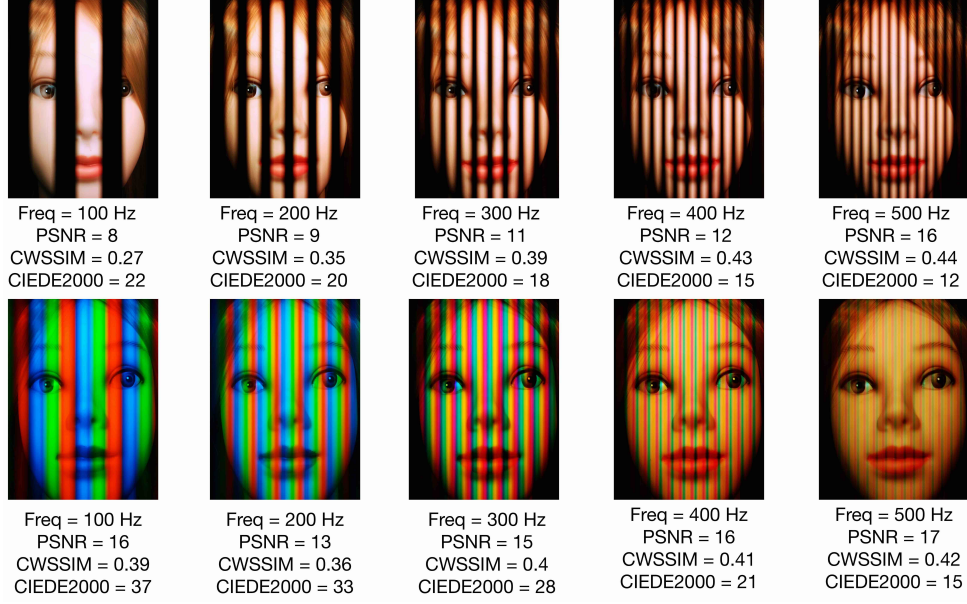 Freq = 100 Hz
PSNR = 8
CWSSIM = 0.27
CIEDE2000 = 22
Freq = 200 Hz
PSNR = 9
CWSSIM = 0.35
CIEDE2000 = 20
Freq = 300 Hz
PSNR = 11
CWSSIM = 0.39
CIEDE2000 = 18
Freq = 400 Hz
PSNR = 12
CWSSIM = 0.43
CIEDE2000 = 15
Freq = 500 Hz
PSNR = 16
CWSSIM = 0.44
CIEDE2000 = 12
Freq = 100 Hz
PSNR = 16
CWSSIM = 0.39
CIEDE2000 = 37
Freq = 200 Hz
PSNR = 13
CWSSIM = 0.36
CIEDE2000 = 33
Freq = 300 Hz
PSNR = 15
CWSSIM = 0.4
CIEDE2000 = 28
Freq = 400 Hz
PSNR = 16
CWSSIM = 0.41
CIEDE2000 = 21
Freq = 500 Hz
PSNR = 17
CWSSIM = 0.42
CIEDE2000 = 15